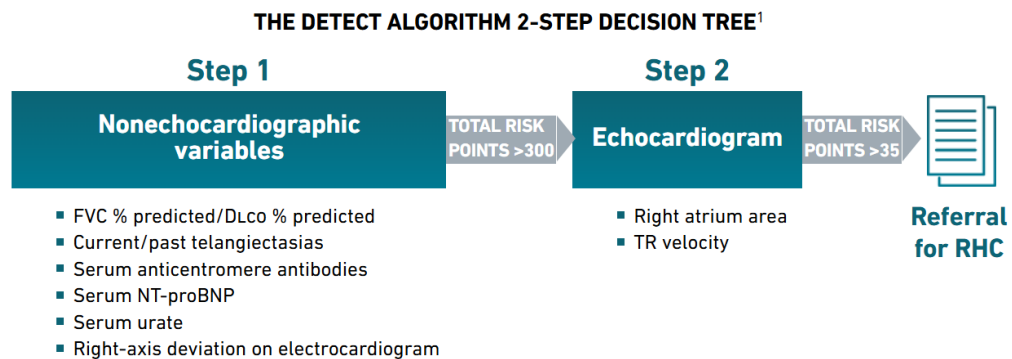 THE DETECT ALGORITHM 2-STEP DECISION TREE¹
Step 1
Nonechocardiographic
variables
TOTAL RISK
POINTS >300
FVC % predicted/DLCO % predicted
Current/past telangiectasias
Serum anticentromere antibodies
Serum NT-proBNP
Serum urate
Right-axis deviation on electrocardiogram
Step 2
Echocardiogram
TOTAL RISK
POINTS >35
Right atrium area
TR velocity
Referral
for RHC